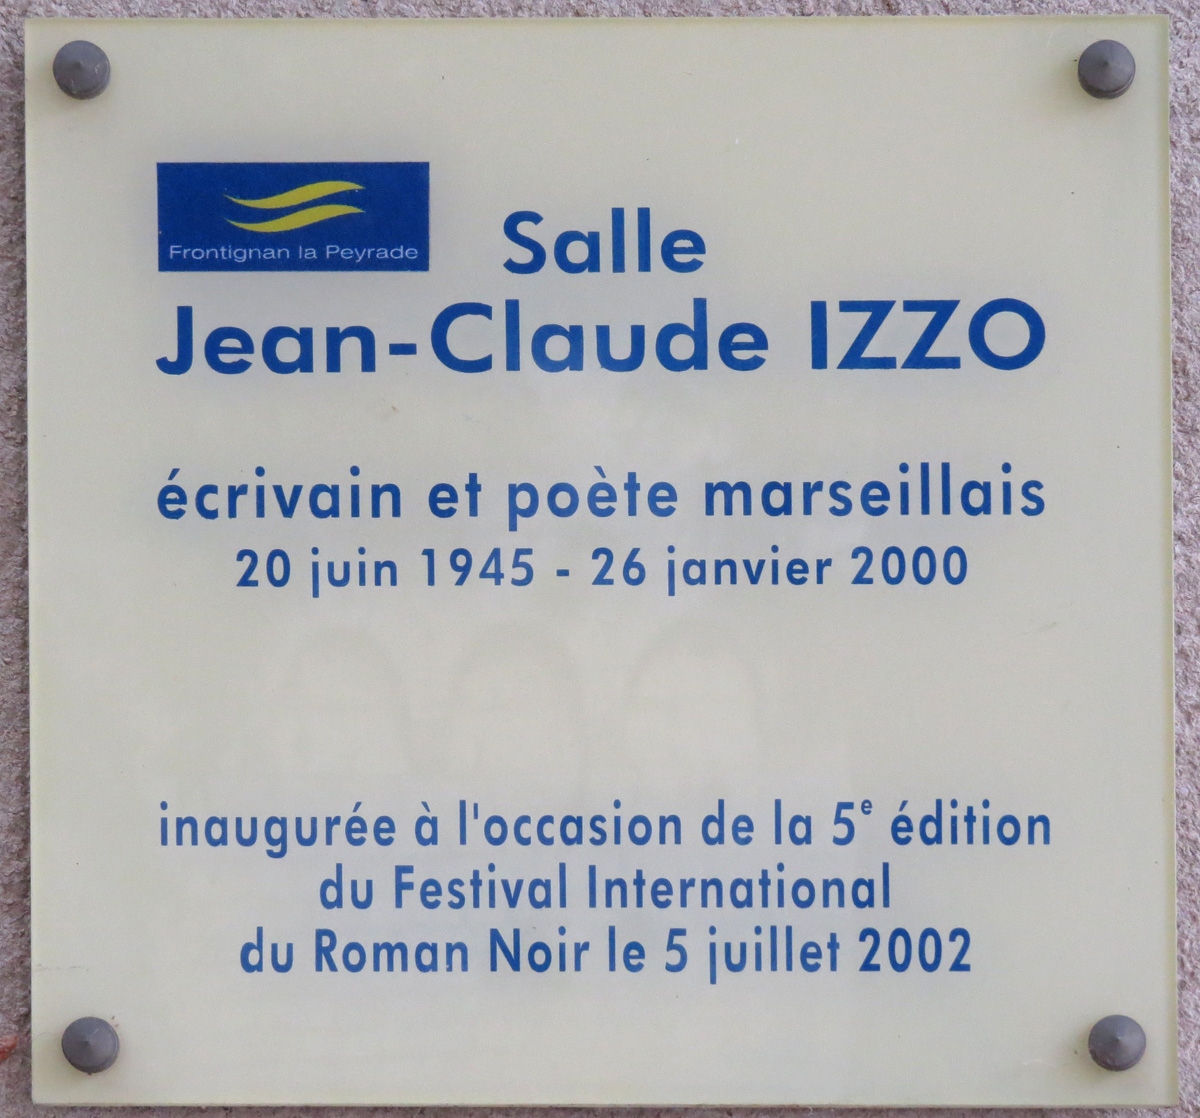 Frontignan la Peyrade
Salle
Jean-Claude IZZO
écrivain et poète marseillais
20 juin 1945 - 26 janvier 2000
inaugurée à l'occasion de la 5e édition
du Festival International
du Roman Noir le 5 juillet 2002